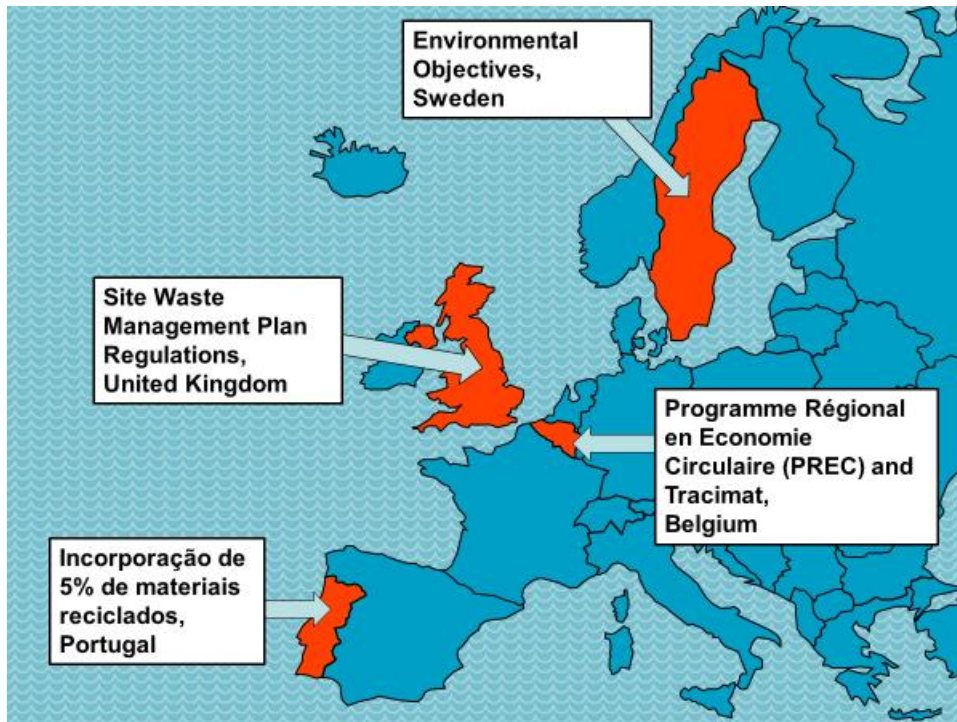 Environmental
Objectives,
Sweden
Site Waste
Management Plan
Regulations,
United Kingdom
Programme Régional
en Economie
Circulaire (PREC) and
Tracimat,
Belgium
Incorporação de
5% de materiais
reciclados,
Portugal